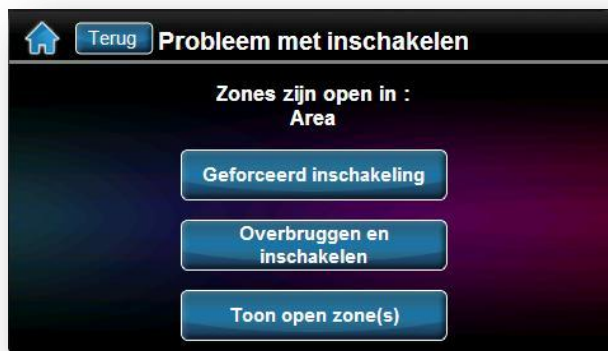 Terug Probleem met inschakelen
Zones zijn open in :
Area
Geforceerd inschakeling
Overbruggen en
inschakelen
Toon open zone(s)